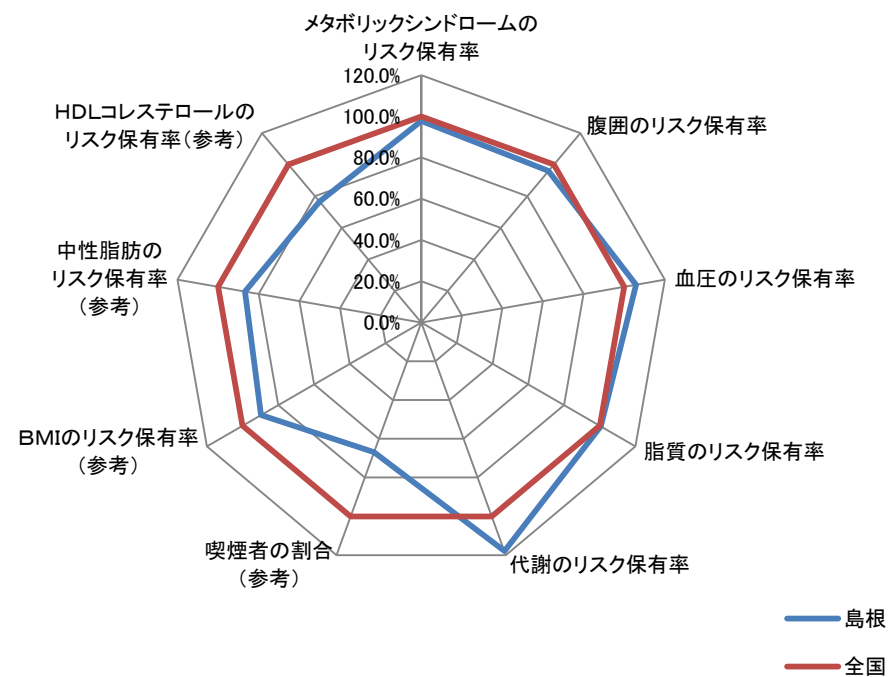 メタボリックシンドロームの
リスク保有率
120.0%
100.0%
80.0%
60.0%
40.0%
20.0%
0.0%
腹囲のリスク保有率
血圧のリスク保有率
脂質のリスク保有率
代謝のリスク保有率
喫煙者の割合
（参考）
BMIのリスク保有率
（参考）
中性脂肪の
リスク保有率
（参考）
HDLコレステロールの
リスク保有率（参考）
島根
全国